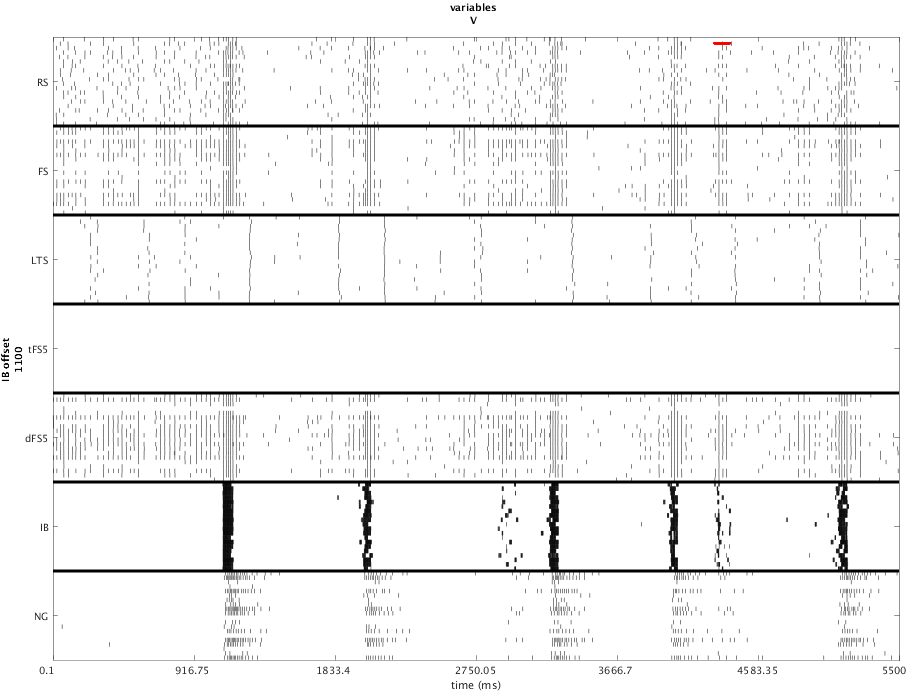 variables
V
RS
FS
LTS
tFS5
dFS5
IB
NG
IB offset
1100
0.1 916.75 1833.4 2750.05 3666.7 4583.35 5500
time (ms)